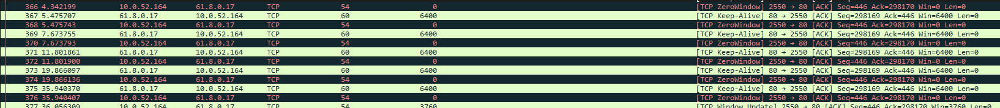 366 4.342199 10.0.52.164 61.8.0.17 TCP 54 0 [TCP ZeroWindow] 2550 → 80 [ACK] Seq=446 Ack=298170 Win=0 Len=0
367 5.475707 61.8.0.17 10.0.52.164 TCP 60 6400 [TCP Keep-Alive] 80 → 2550 [ACK] Seq=298169 Ack=446 Win=6400 Len=0
368 5.475743 10.0.52.164 61.8.0.17 TCP 54 0 [TCP ZeroWindow] 2550 → 80 [ACK] Seq=446 Ack=298170 Win=0 Len=0
369 7.673755 61.8.0.17 10.0.52.164 TCP 60 6400 [TCP Keep-Alive] 80 → 2550 [ACK] Seq=298169 Ack=446 Win=6400 Len=0
370 7.673793 10.0.52.164 61.8.0.17 TCP 54 0 [TCP ZeroWindow] 2550 → 80 [ACK] Seq=446 Ack=298170 Win=0 Len=0
371 11.801861 61.8.0.17 10.0.52.164 TCP 60 6400 [TCP Keep-Alive] 80 → 2550 [ACK] Seq=298169 Ack=446 Win=6400 Len=0
372 11.801900 10.0.52.164 61.8.0.17 TCP 54 0 [TCP ZeroWindow] 2550 → 80 [ACK] Seq=446 Ack=298170 Win=0 Len=0
373 19.866097 61.8.0.17 10.0.52.164 TCP 60 6400 [TCP Keep-Alive] 80 → 2550 [ACK] Seq=298169 Ack=446 Win=6400 Len=0
374 19.866136 10.0.52.164 61.8.0.17 TCP 54 0 [TCP ZeroWindow] 2550 → 80 [ACK] Seq=446 Ack=298170 Win=0 Len=0
375 35.940370 61.8.0.17 10.0.52.164 TCP 60 6400 [TCP Keep-Alive] 80 → 2550 [ACK] Seq=298169 Ack=446 Win=6400 Len=0
376 35.940407 10.0.52.164 61.8.0.17 TCP 54 0 [TCP ZeroWindow] 2550 → 80 [ACK] Seq=446 Ack=298170 Win=0 Len=0
377 36.056309 10.0.52.164 61.8.0.17 TCP 54 3760 [TCP Window Update] 2550 → 80 [ACK] Seq=446 Ack=298170 Win=3760 Len=0